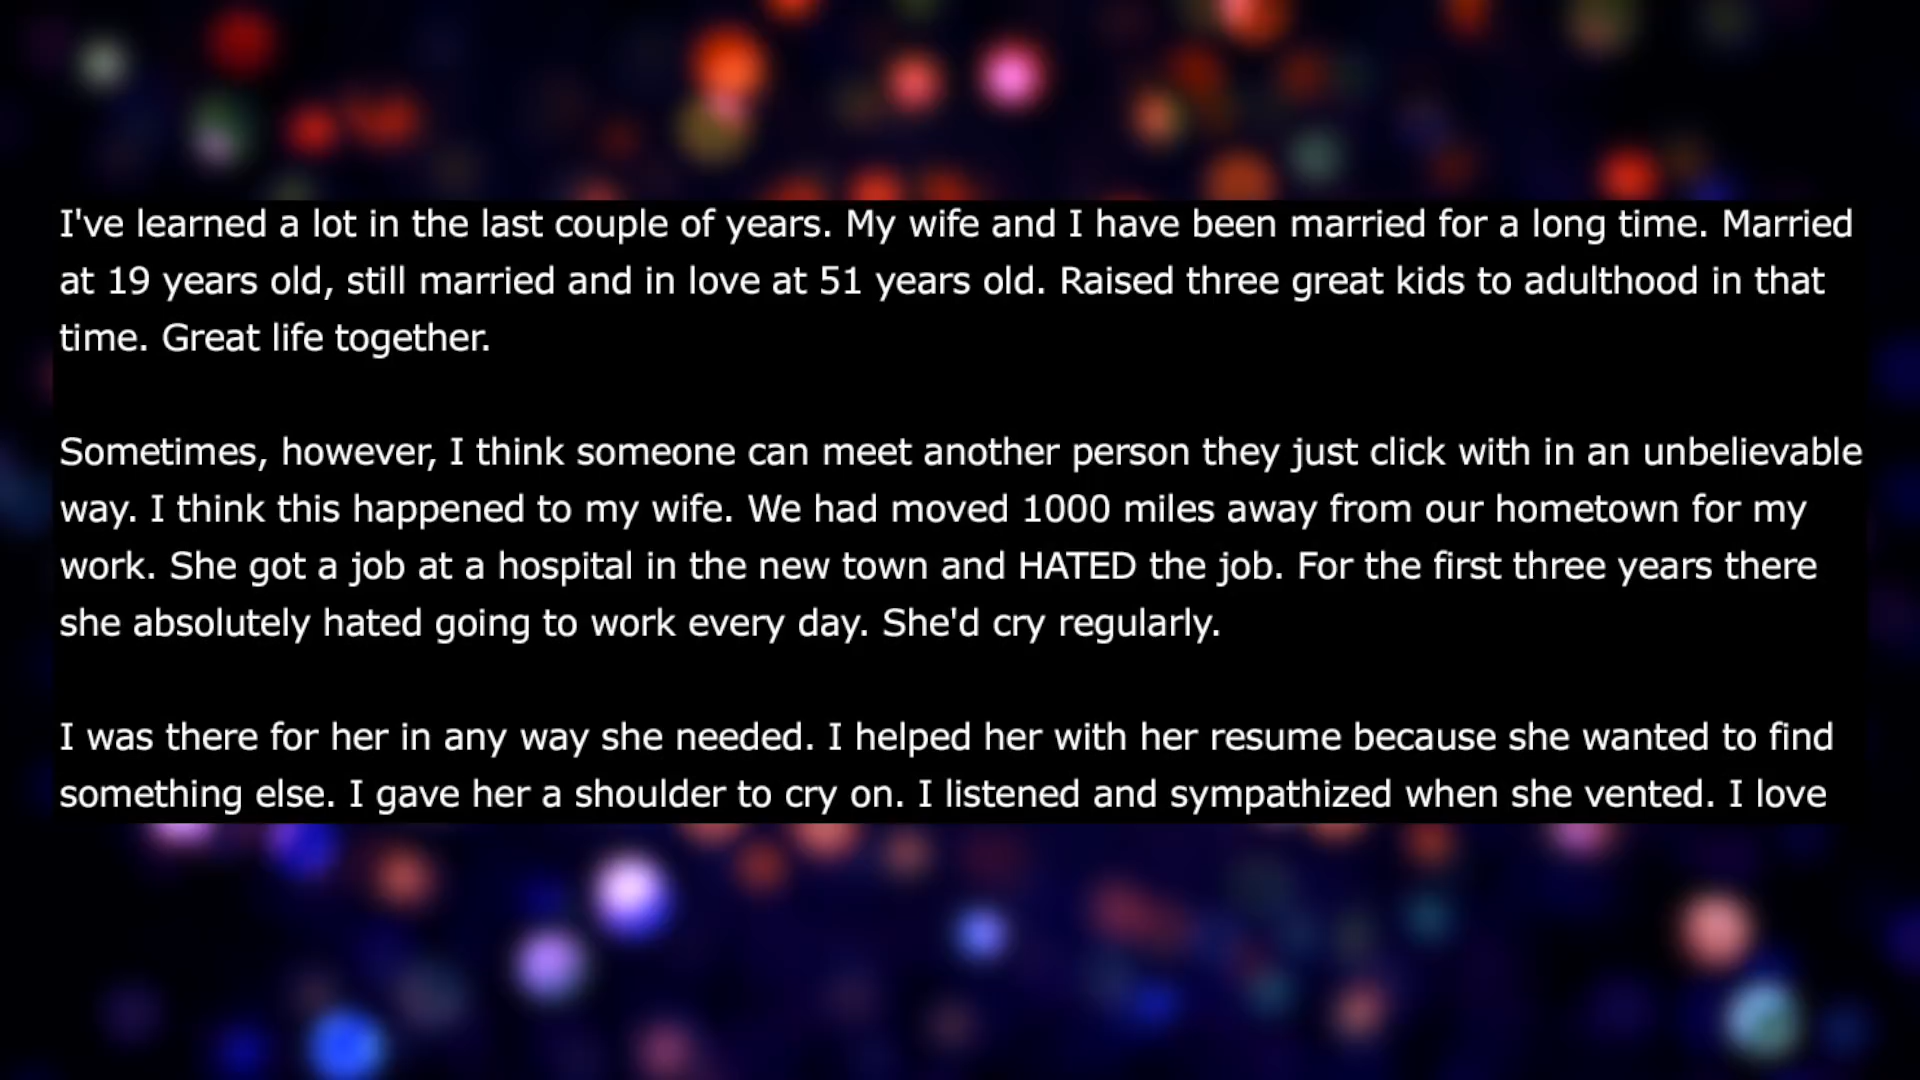 I've learned a lot in the last couple of years. My wife and I have been married for a long time. Married
at 19 years old, still married and in love at 51 years old. Raised three great kids to adulthood in that
time. Great life together.
Sometimes, however, I think someone can meet another person they just click with in an unbelievable
way. I think this happened to my wife. We had moved 1000 miles away from our hometown for my
work. She got a job at a hospital in the new town and HATED the job. For the first three years there
she absolutely hated going to work every day. She'd cry regularly.
I was there for her in any way she needed. I helped her with her resume because she wanted to find
something else. I gave her a shoulder to cry on. I listened and sympathized when she vented. I love